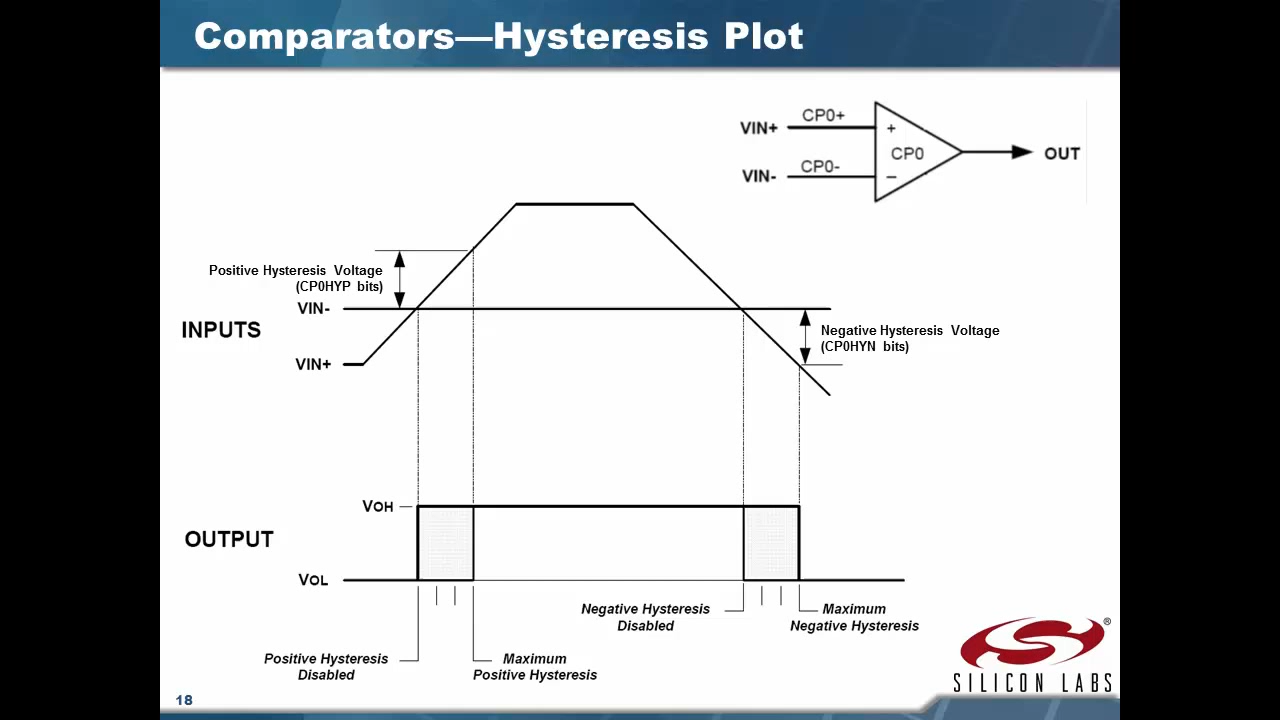 Comparators—Hysteresis Plot
VIN+
CP0+
+
CP0
OUT
VIN-
CP0-
−
Positive Hysteresis Voltage
(CP0HYP bits)
VIN-
INPUTS
VIN+
Negative Hysteresis Voltage
(CP0HYN bits)
VOH
OUTPUT
VOL
Negative Hysteresis
Disabled
Maximum
Negative Hysteresis
Positive Hysteresis
Disabled
Maximum
Positive Hysteresis
®
SILICON LABS
18